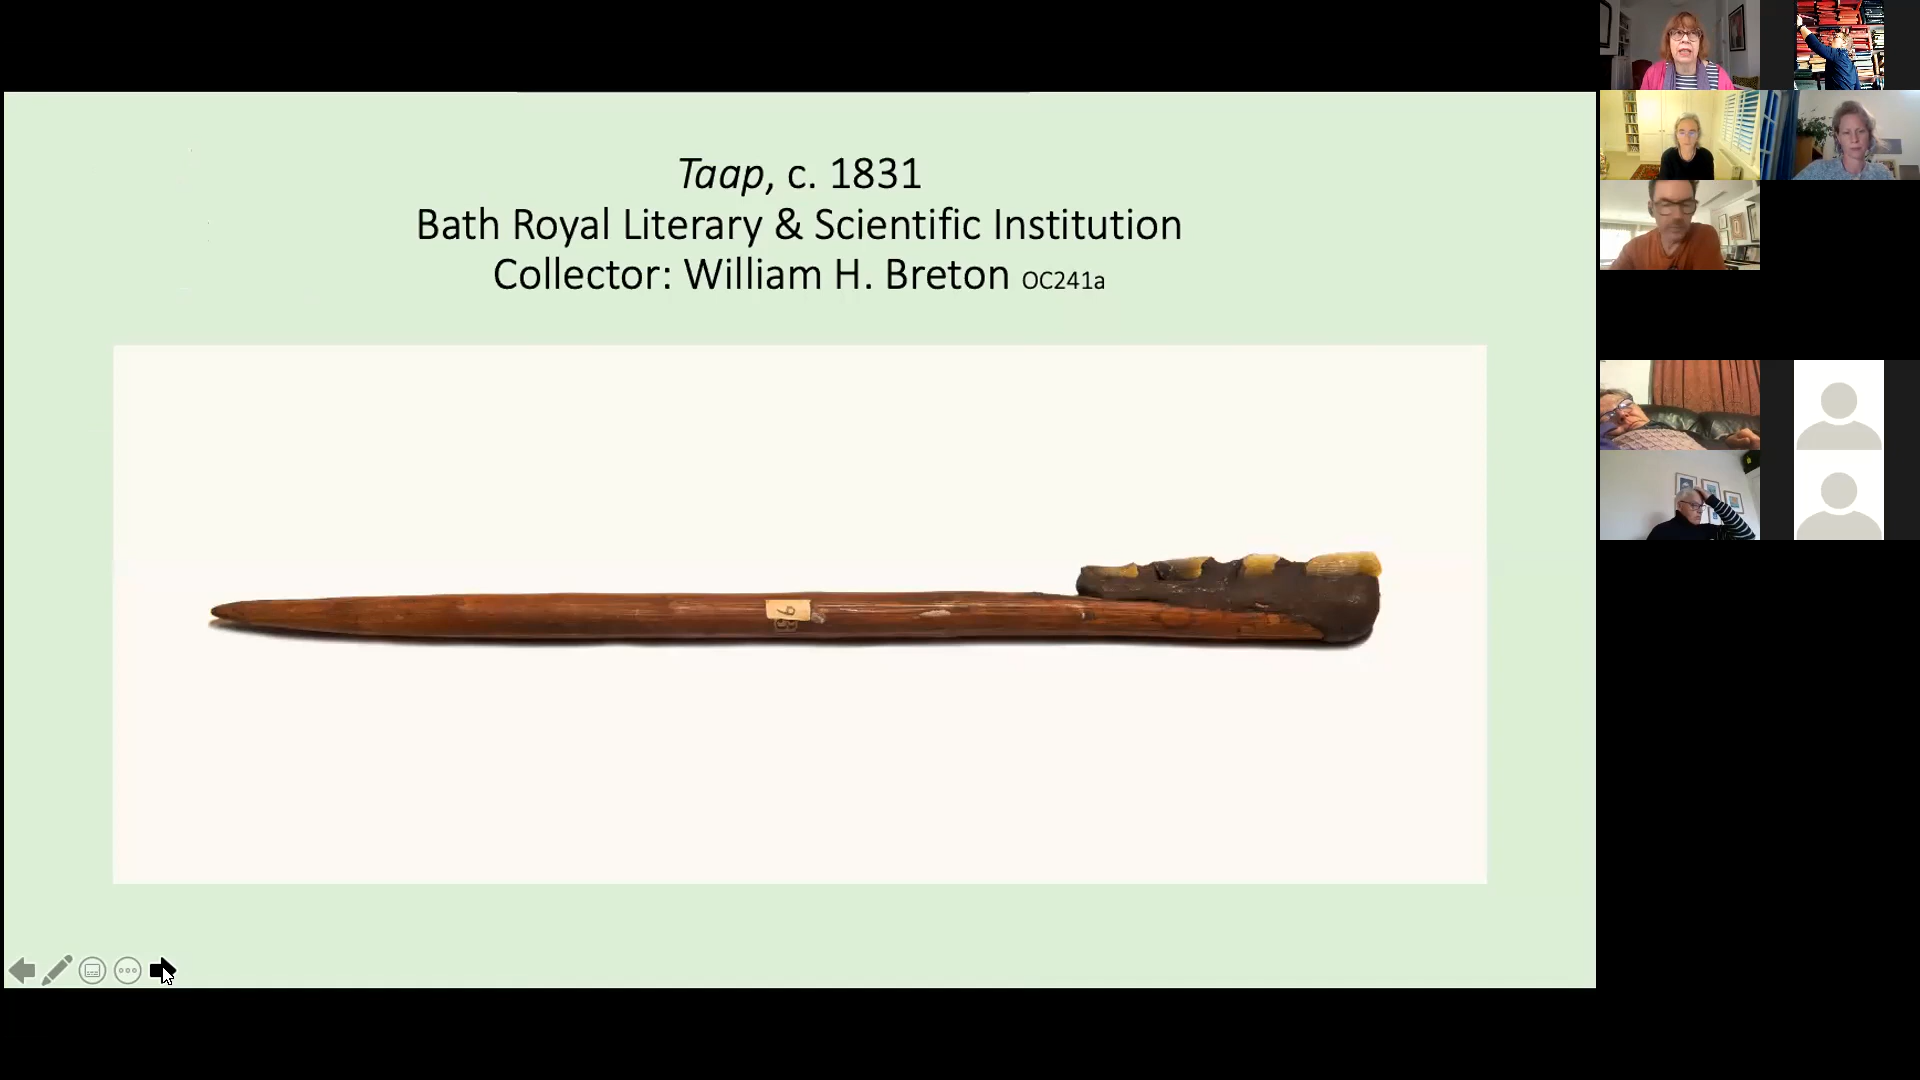 Taap, c. 1831
Bath Royal Literary & Scientific Institution
Collector: William H. Breton OC241a